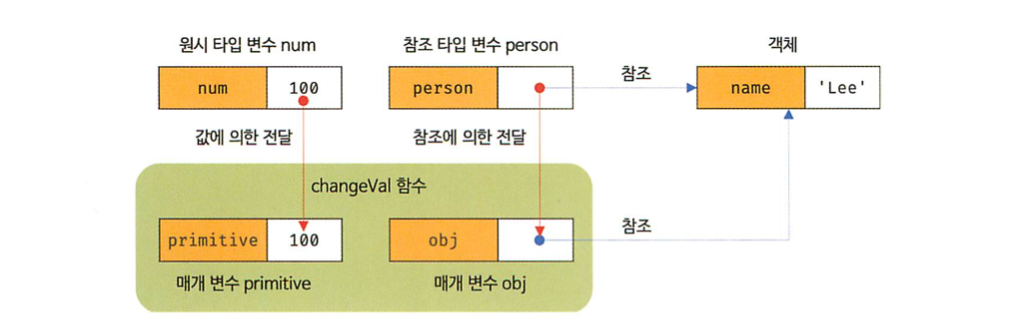 원시 타입 변수 num
참조 타입 변수 person
객체
num
100
person
참조
name
'Lee'
값에 의한 전달
참조에 의한 전달
changeVal 함수
primitive
100
obj
참조
매개 변수 primitive
매개 변수 obj